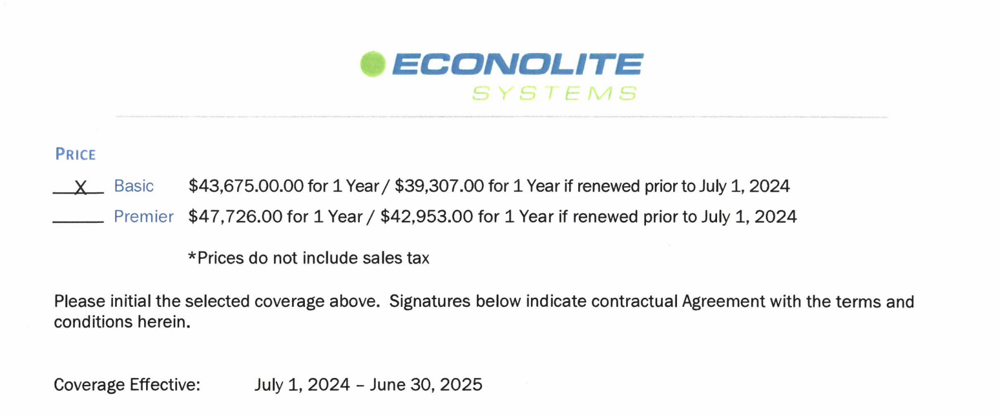 ECONOLITE
SYSTEMS
PRICE
__X__ Basic $43,675.00.00 for 1 Year / $39,307.00 for 1 Year if renewed prior to July 1, 2024
_____ Premier $47,726.00 for 1 Year / $42,953.00 for 1 Year if renewed prior to July 1, 2024
*Prices do not include sales tax
Please initial the selected coverage above. Signatures below indicate contractual Agreement with the terms and
conditions herein.
Coverage Effective: July 1, 2024 – June 30, 2025